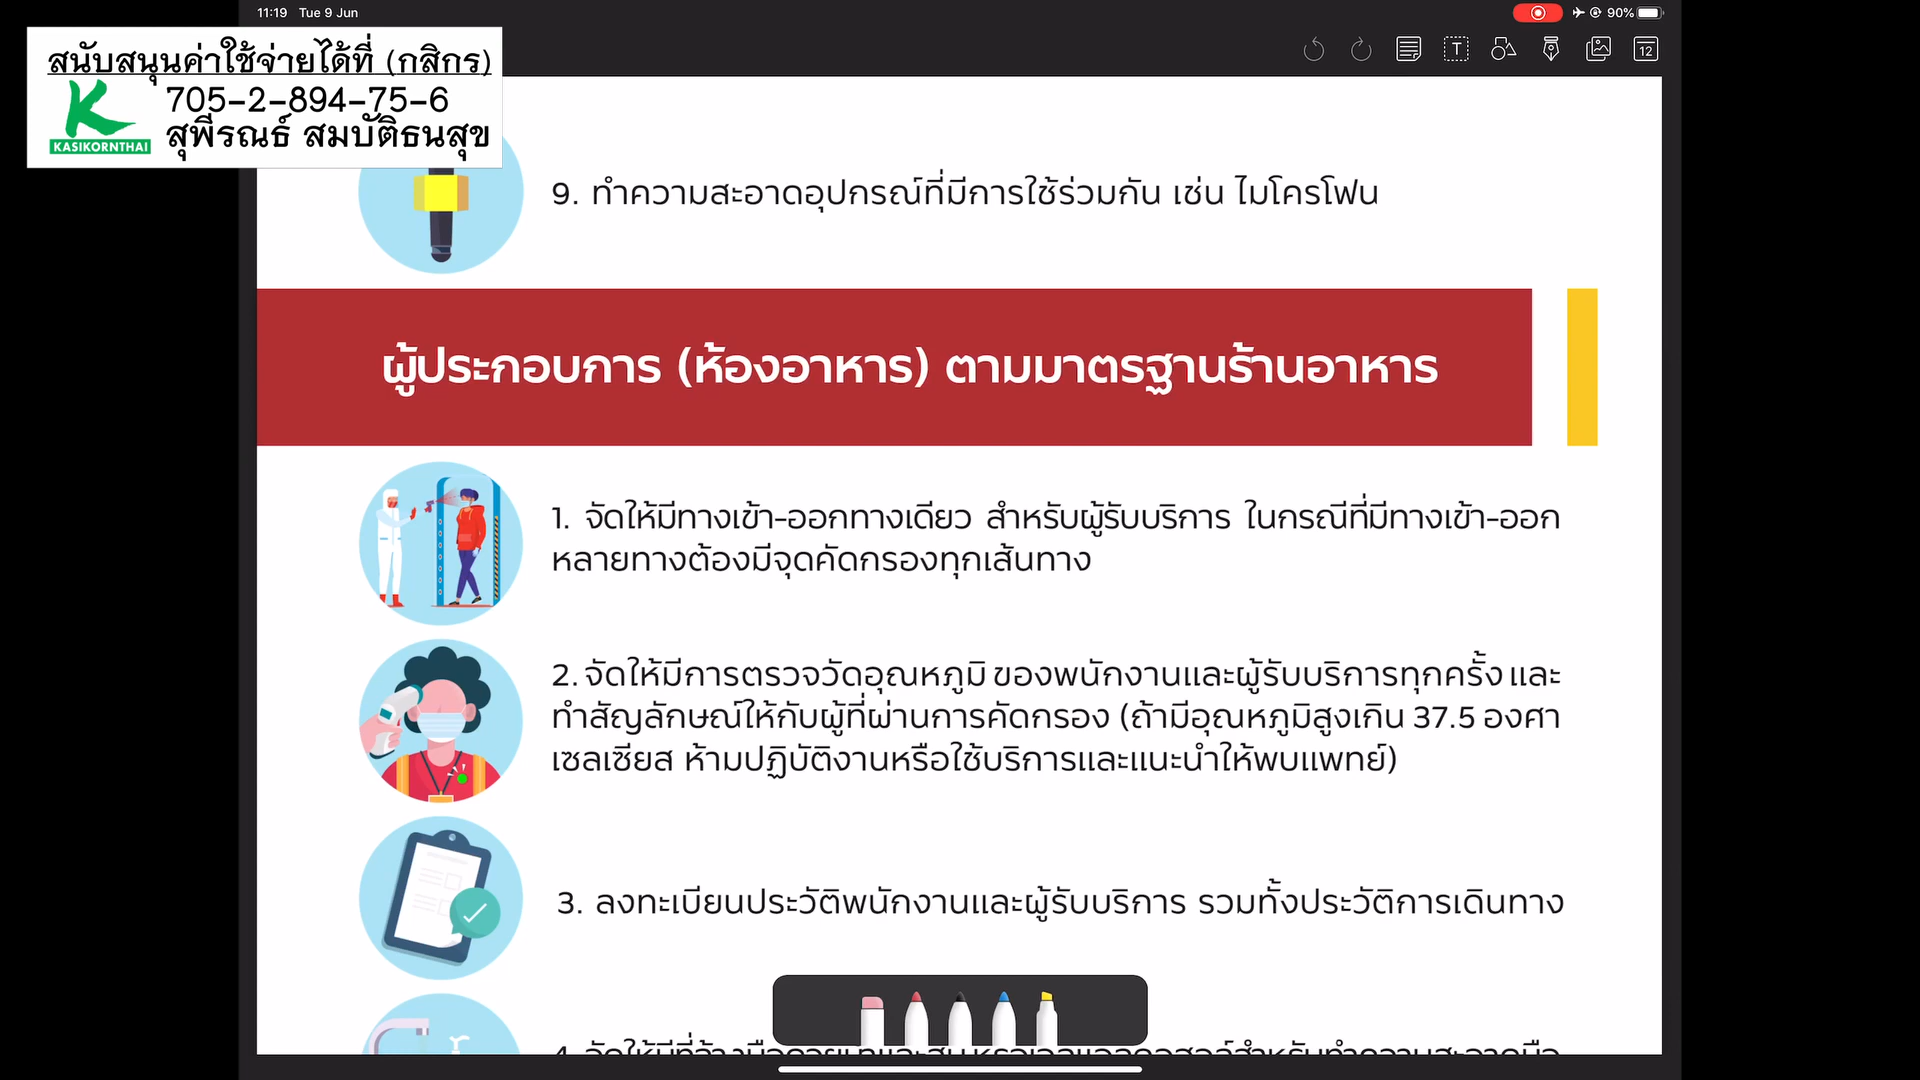 11:19 Tue 9 Jun
90%
สนับสนุนค่าใช้จ่ายได้ที่ (กสิกร)
705-2-894-75-6
สุพีรณธ์ สมบัติธนสุข
KASIKORNTHAI
T
12
9. ทำความสะอาดอุปกรณ์ที่มีการใช้ร่วมกัน เช่น ไมโครโฟน
ผู้ประกอบการ (ห้องอาหาร) ตามมาตรฐานร้านอาหาร
1. จัดให้มีทางเข้า-ออกทางเดียว สำหรับผู้รับบริการ ในกรณีที่มีทางเข้า-ออก
หลายทางต้องมีจุดคัดกรองทุกเส้นทาง
2. จัดให้มีการตรวจวัดอุณหภูมิ ของพนักงานและผู้รับบริการทุกครั้ง และ
ทำสัญลักษณ์ให้กับผู้ที่ผ่านการคัดกรอง (ถ้ามีอุณหภูมิสูงเกิน 37.5 องศา
เซลเซียส ห้ามปฏิบัติงานหรือใช้บริการและแนะนำให้พบแพทย์)
3. ลงทะเบียนประวัติพนักงานและผู้รับบริการ รวมทั้งประวัติการเดินทาง